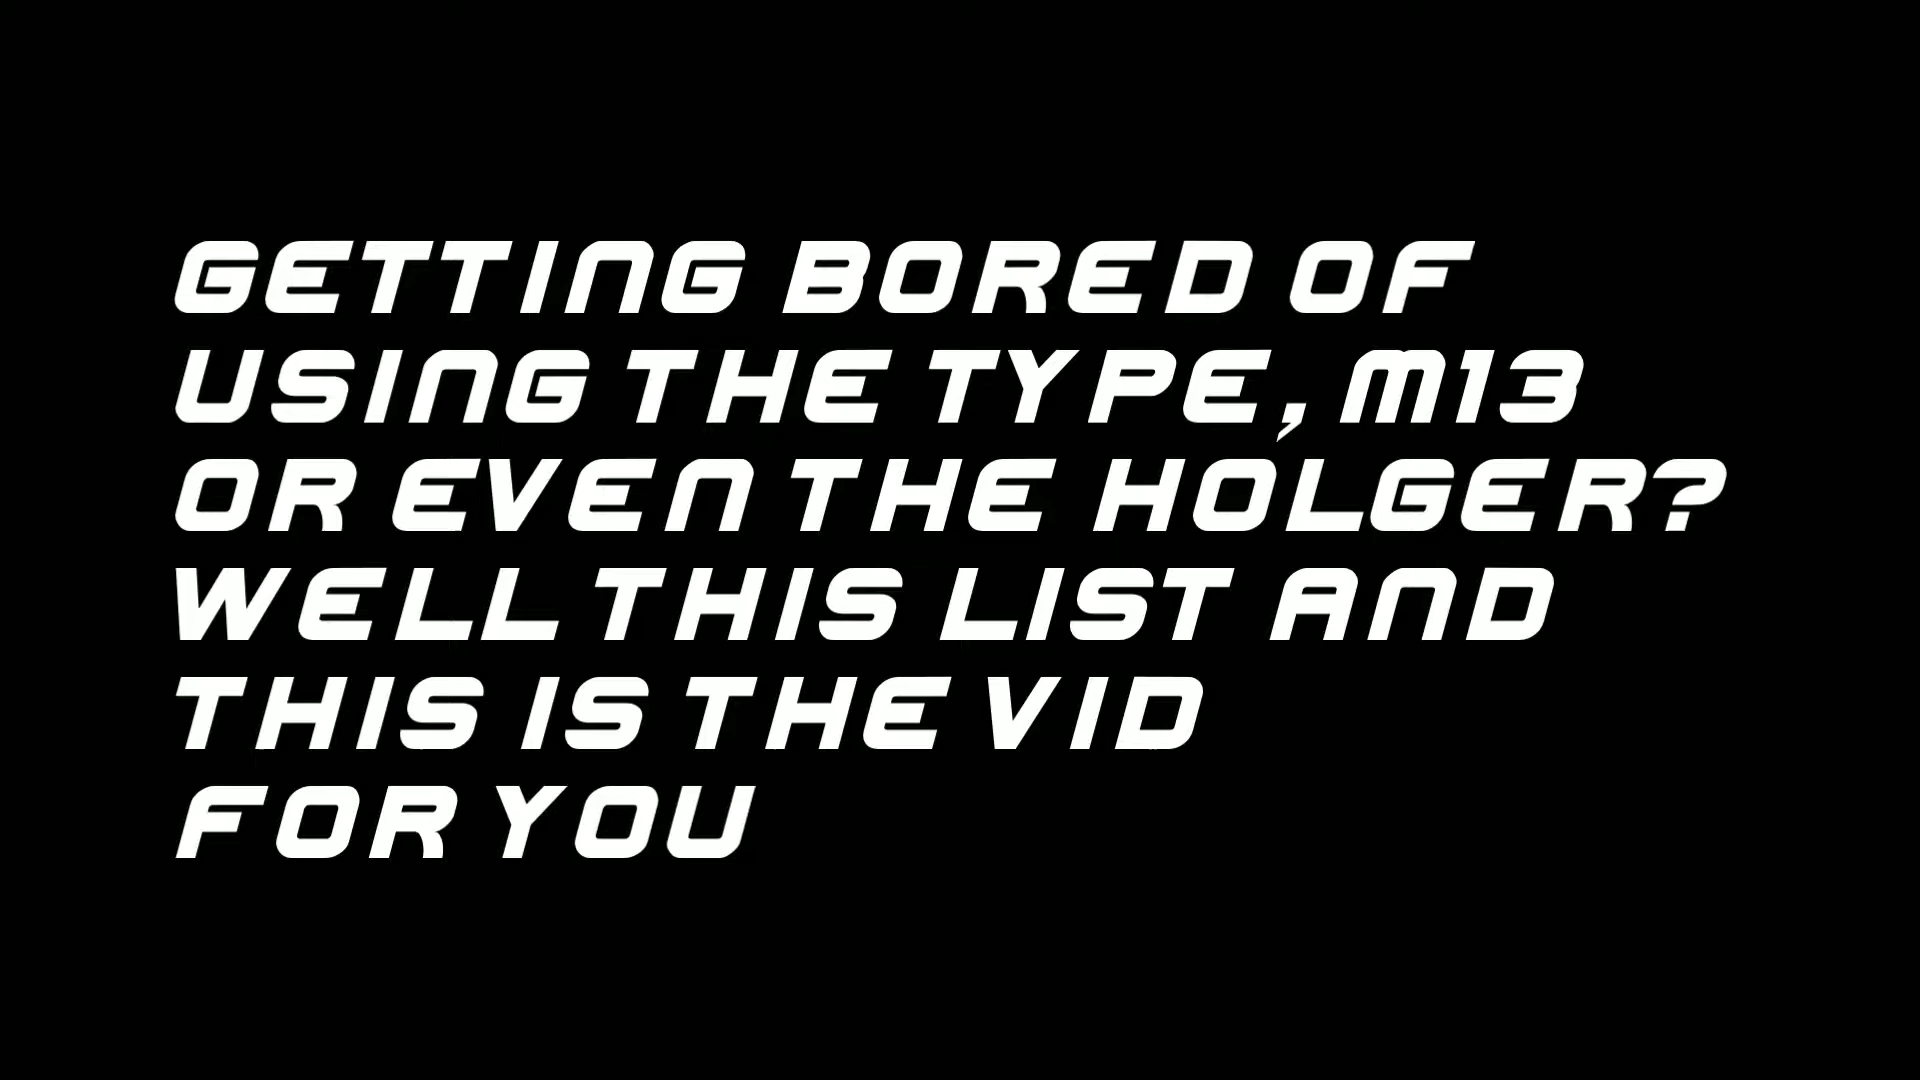 GETTING BORED OF
USING THE TYPE, M13
OR EVEN THE HOLGER?
WELL THIS LIST AND
THIS IS THE VID
FOR YOU